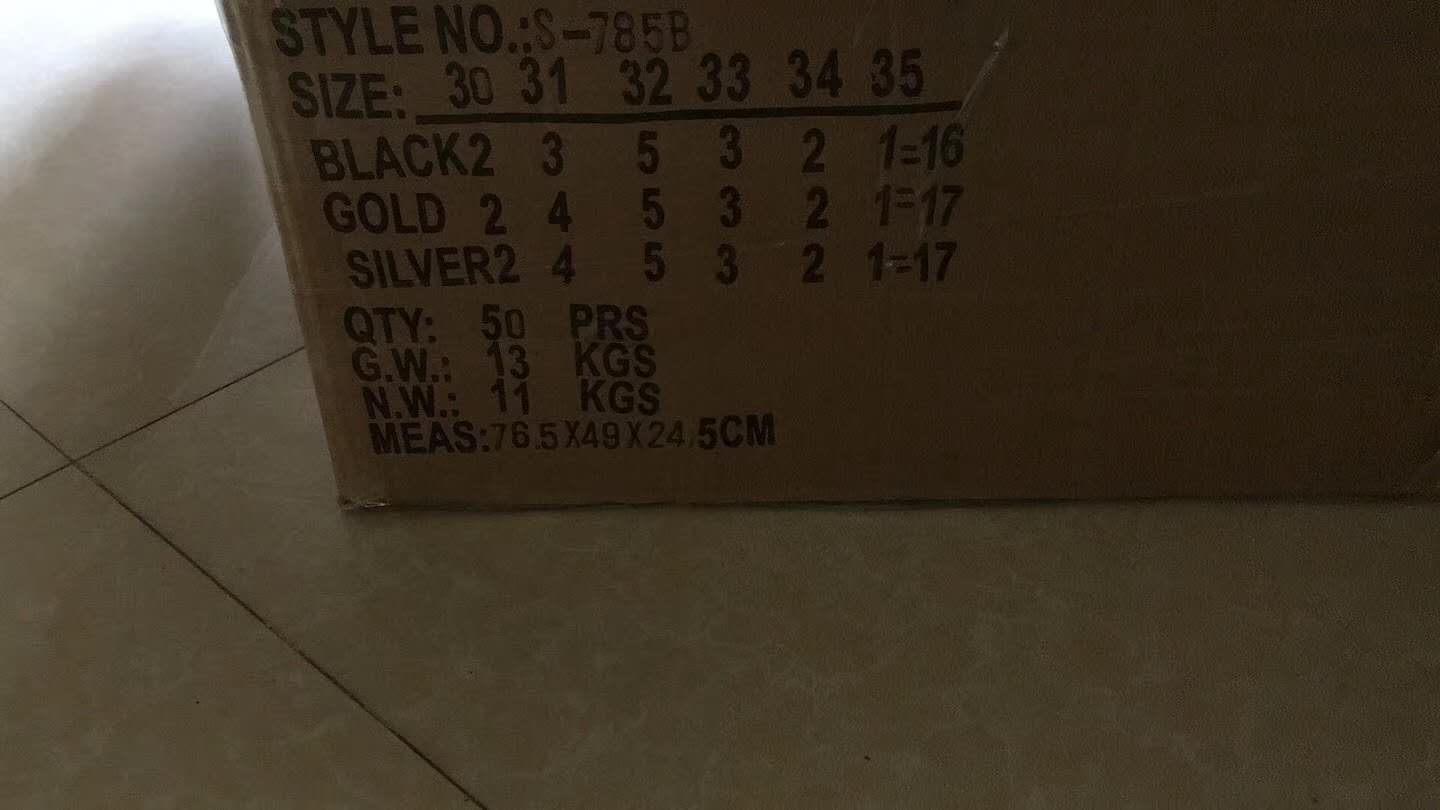 STYLE NO.:S-785B
SIZE: 30 31 32 33 34 35
BLACK2 3 5 3 2 1=16
GOLD 2 4 5 3 2 1=17
SILVER2 4 5 3 2 1=17
QTY: 50 PRS
G.W.: 13 KGS
N.W.: 11 KGS
MEAS:76.5X49X24.5CM